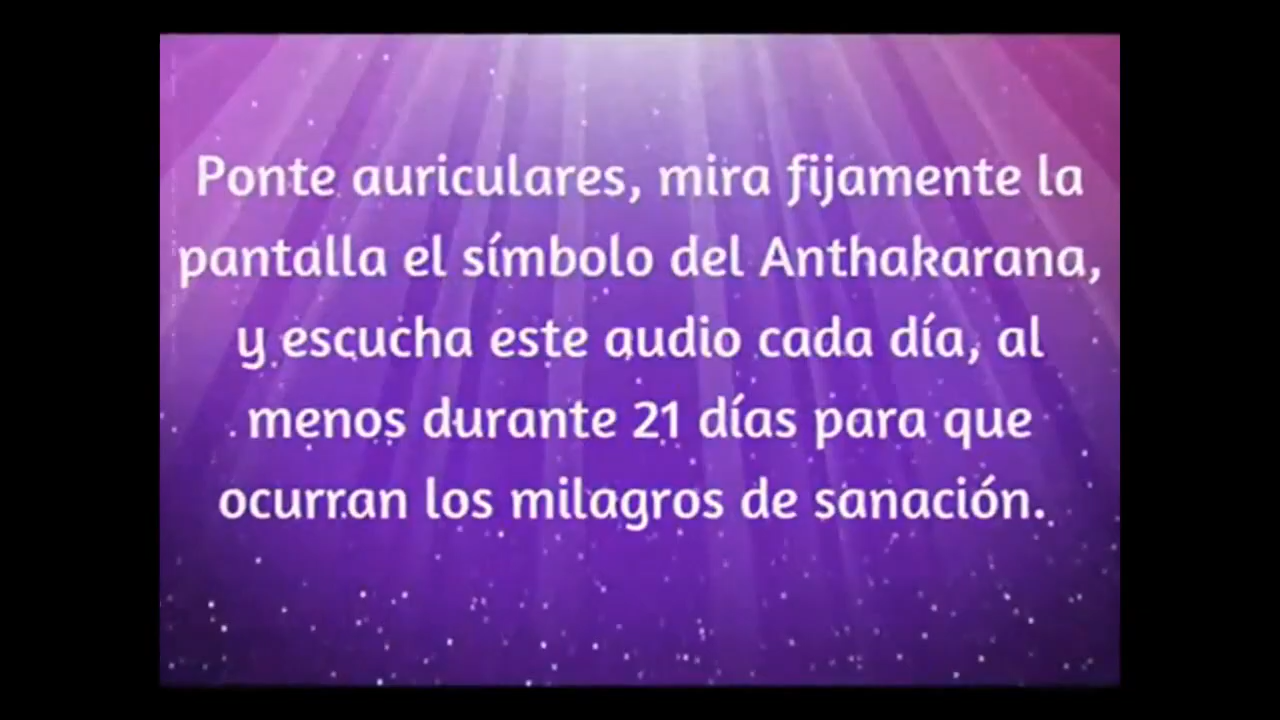 Ponte auriculares, mira fijamente la
pantalla el símbolo del Anthakarana,
y escucha este audio cada día, al
menos durante 21 días para que
ocurran los milagros de sanación.